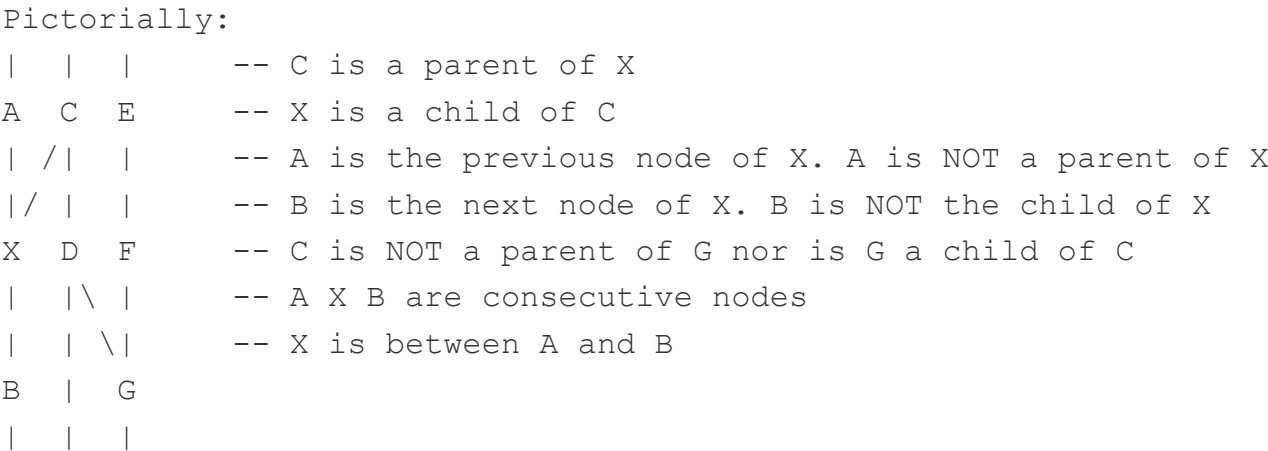 Pictorially:
|  |  |     -- C is a parent of X
A  C  E     -- X is a child of C
| /|  |     -- A is the previous node of X. A is NOT a parent of X
|/ |  |     -- B is the next node of X. B is NOT the child of X
X  D  F     -- C is NOT a parent of G nor is G a child of C
|  |\ |     -- A X B are consecutive nodes
|  | \|     -- X is between A and B
B  |  G
|  |  |